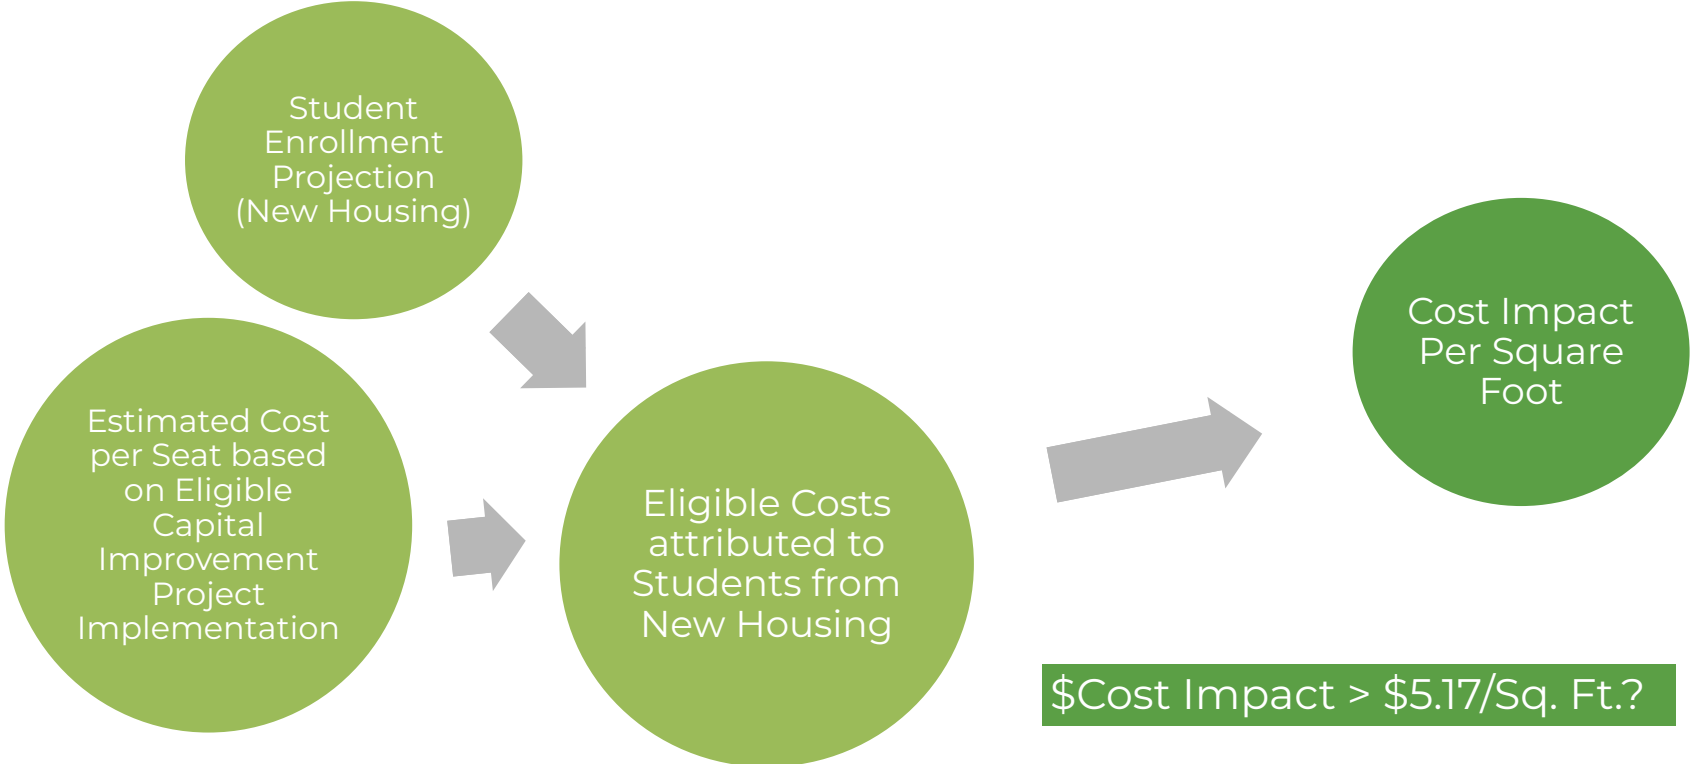 Student
Enrollment
Projection
(New Housing)
Estimated Cost
per Seat based
on Eligible
Capital
Improvement
Project
Implementation
Eligible Costs
attributed to
Students from
New Housing
Cost Impact
Per Square
Foot
$Cost Impact > $5.17/Sq. Ft.?